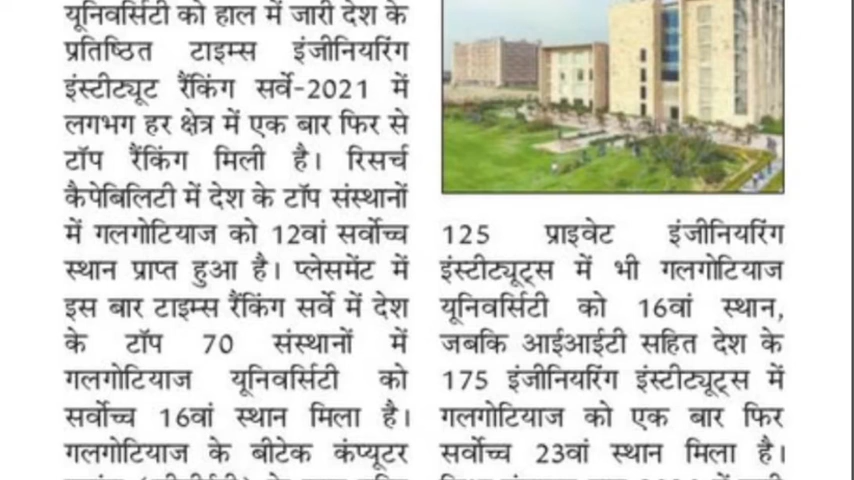 यूनिवर्सिटी को हाल में जारी देश के
प्रतिष्ठित टाइम्स इंजीनियरिंग
इंस्टीट्यूट रैंकिंग सर्वे-2021 में
लगभग हर क्षेत्र में एक बार फिर से
टॉप रैंकिंग मिली है। रिसर्च
कैपेबिलिटी में देश के टॉप संस्थानों
में गलगोटियाज को 12वां सर्वोच्च
स्थान प्राप्त हुआ है। प्लेसमेंट में
इस बार टाइम्स रैंकिंग सर्वे में देश
के टॉप 70 संस्थानों में
गलगोटियाज यूनिवर्सिटी को
सर्वोच्च 16वां स्थान मिला है।
गलगोटियाज के बीटेक कंप्यूटर
125 प्राइवेट इंजीनियरिंग
इंस्टीट्यूट्स में भी गलगोटियाज
यूनिवर्सिटी को 16वां स्थान,
जबकि आईआईटी सहित देश के
175 इंजीनियरिंग इंस्टीट्यूट्स में
गलगोटियाज को एक बार फिर
सर्वोच्च 23वां स्थान मिला है।